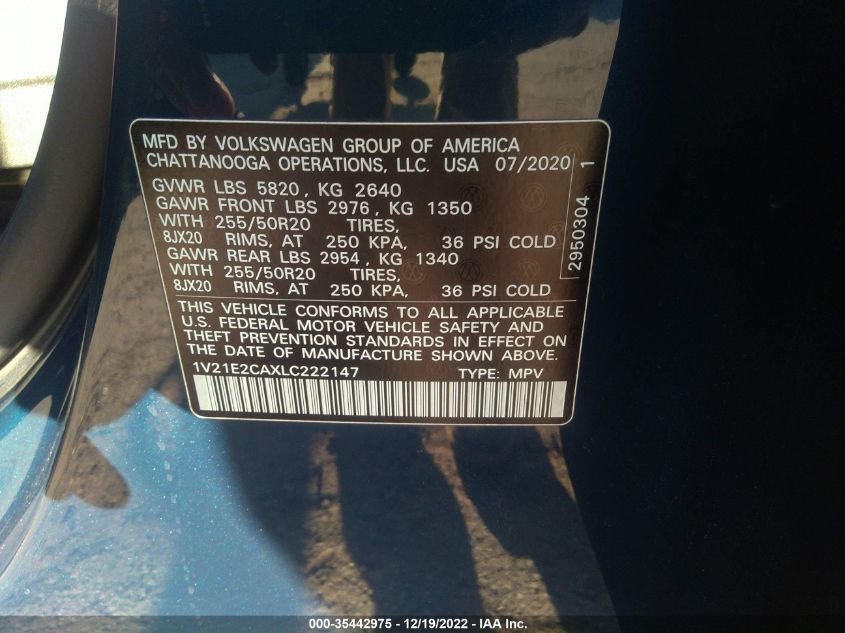 MFD BY VOLKSWAGEN GROUP OF AMERICA
CHATTANOOGA OPERATIONS, LLC. USA 07/2020
GVWR LBS 5820, KG 2640
GAWR FRONT LBS 2976, KG 1350
WITH 255/50R20 TIRES,
8JX20 RIMS, AT 250 KPA, 36 PSI COLD
GAWR REAR LBS 2954, KG 1340
WITH 255/50R20 TIRES,
8JX20 RIMS, AT 250 KPA, 36 PSI COLD
2950304 1
THIS VEHICLE CONFORMS TO ALL APPLICABLE
U.S. FEDERAL MOTOR VEHICLE SAFETY AND
THEFT PREVENTION STANDARDS IN EFFECT ON
THE DATE OF MANUFACTURE SHOWN ABOVE.
1V21E2CAXLC222147 TYPE: MPV
000-35442975 - 12/19/2022 - IAA Inc.